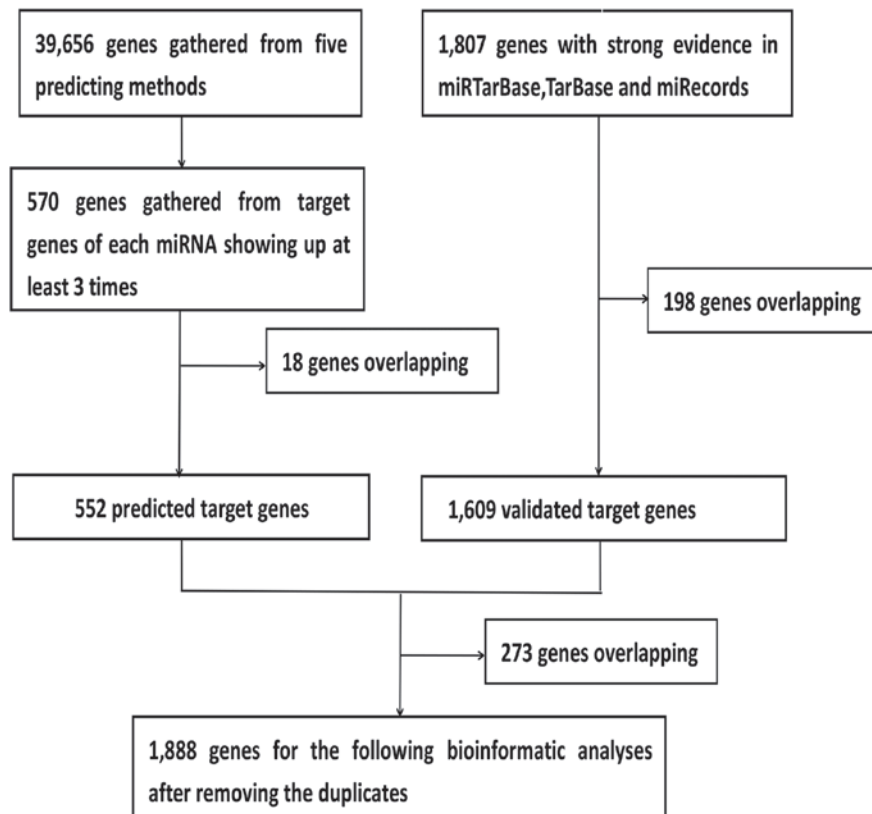 39,656 genes gathered from five
predicting methods
1,807 genes with strong evidence in
miRTarBase,TarBase and miRecords
570 genes gathered from target
genes of each miRNA showing up at
least 3 times
198 genes overlapping
18 genes overlapping
552 predicted target genes
1,609 validated target genes
273 genes overlapping
1,888 genes for the following bioinformatic analyses
after removing the duplicates